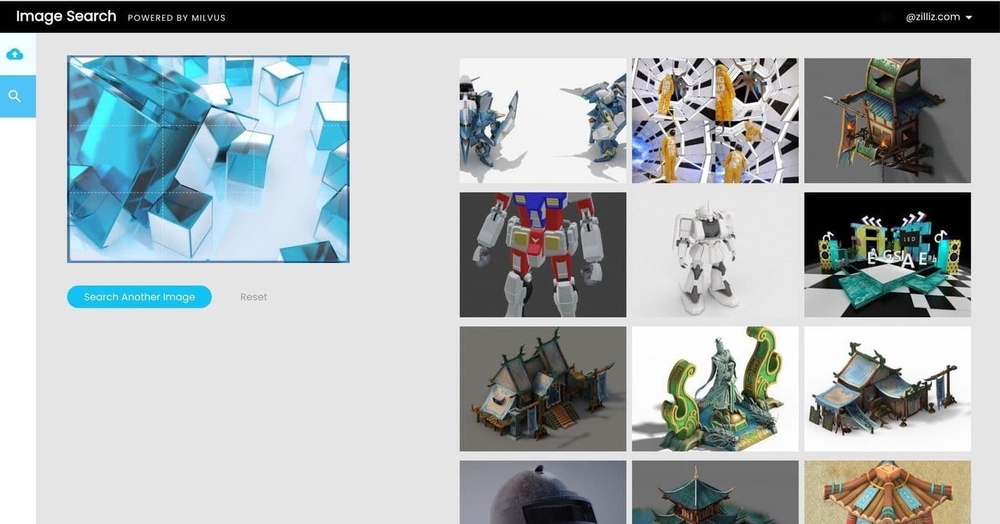 Image Search POWERED BY MILVUS
@zilliz.com
Search Another Image
Reset
LED